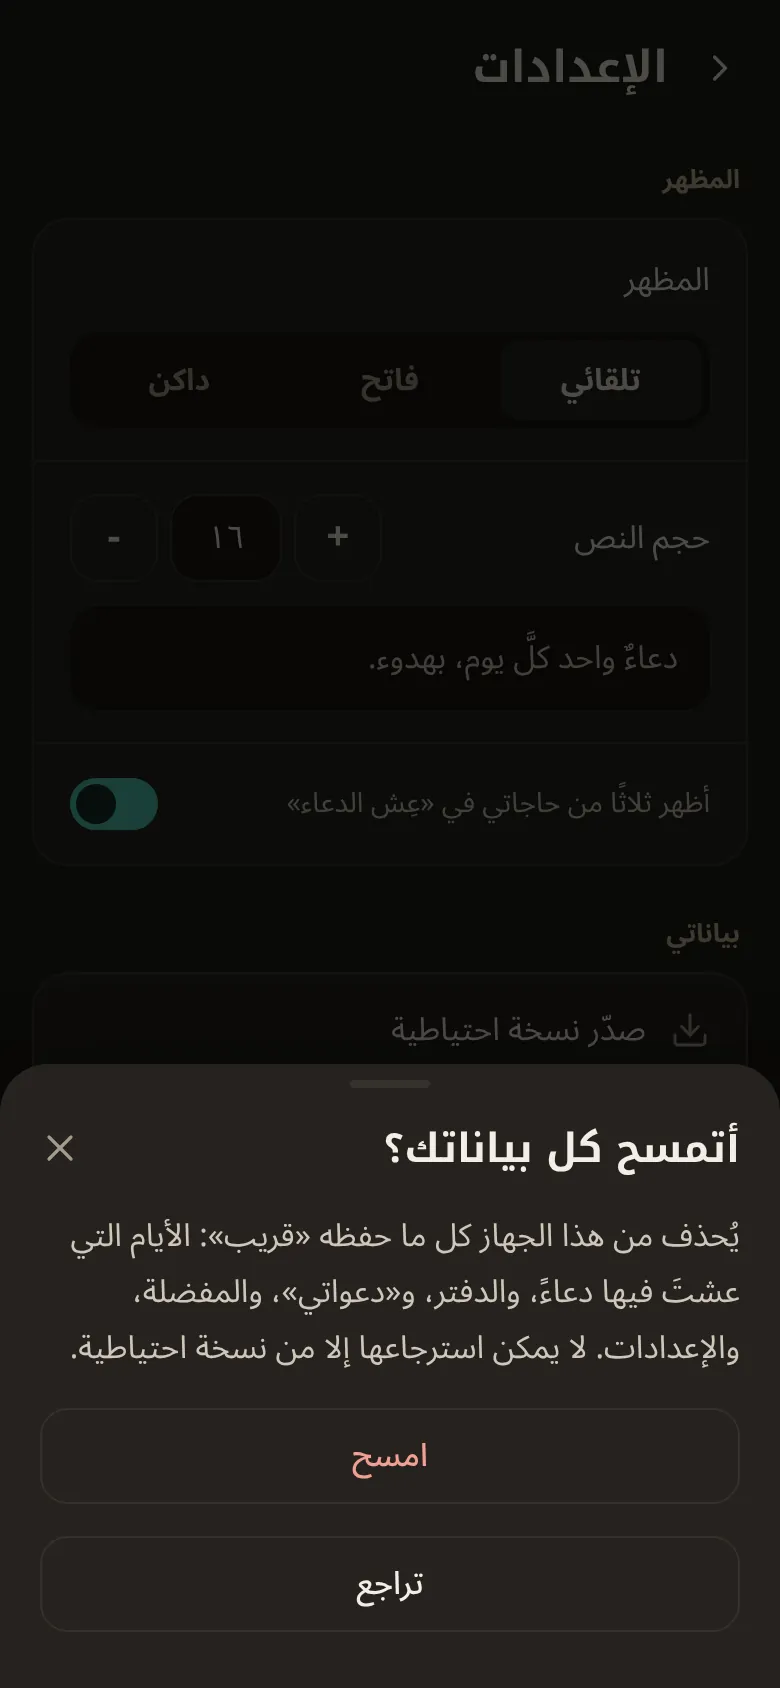 الإعدادات
المظهر
المظهر
تلقائي
فاتح
داكن
حجم النص
+
١٦
-
دعاءٌ واحد كلَّ يوم، بهدوء.
أظهر ثلاثًا من حاجاتي في «عِش الدعاء»
بياناتي
صدّر نسخة احتياطية
أتمسح كل بياناتك؟
يُحذف من هذا الجهاز كل ما حفظه «قريب»: الأيام التي
عشتَ فيها دعاءً، والدفتر، و«دعواتي»، والمفضلة،
والإعدادات. لا يمكن استرجاعها إلا من نسخة احتياطية.
امسح
تراجع